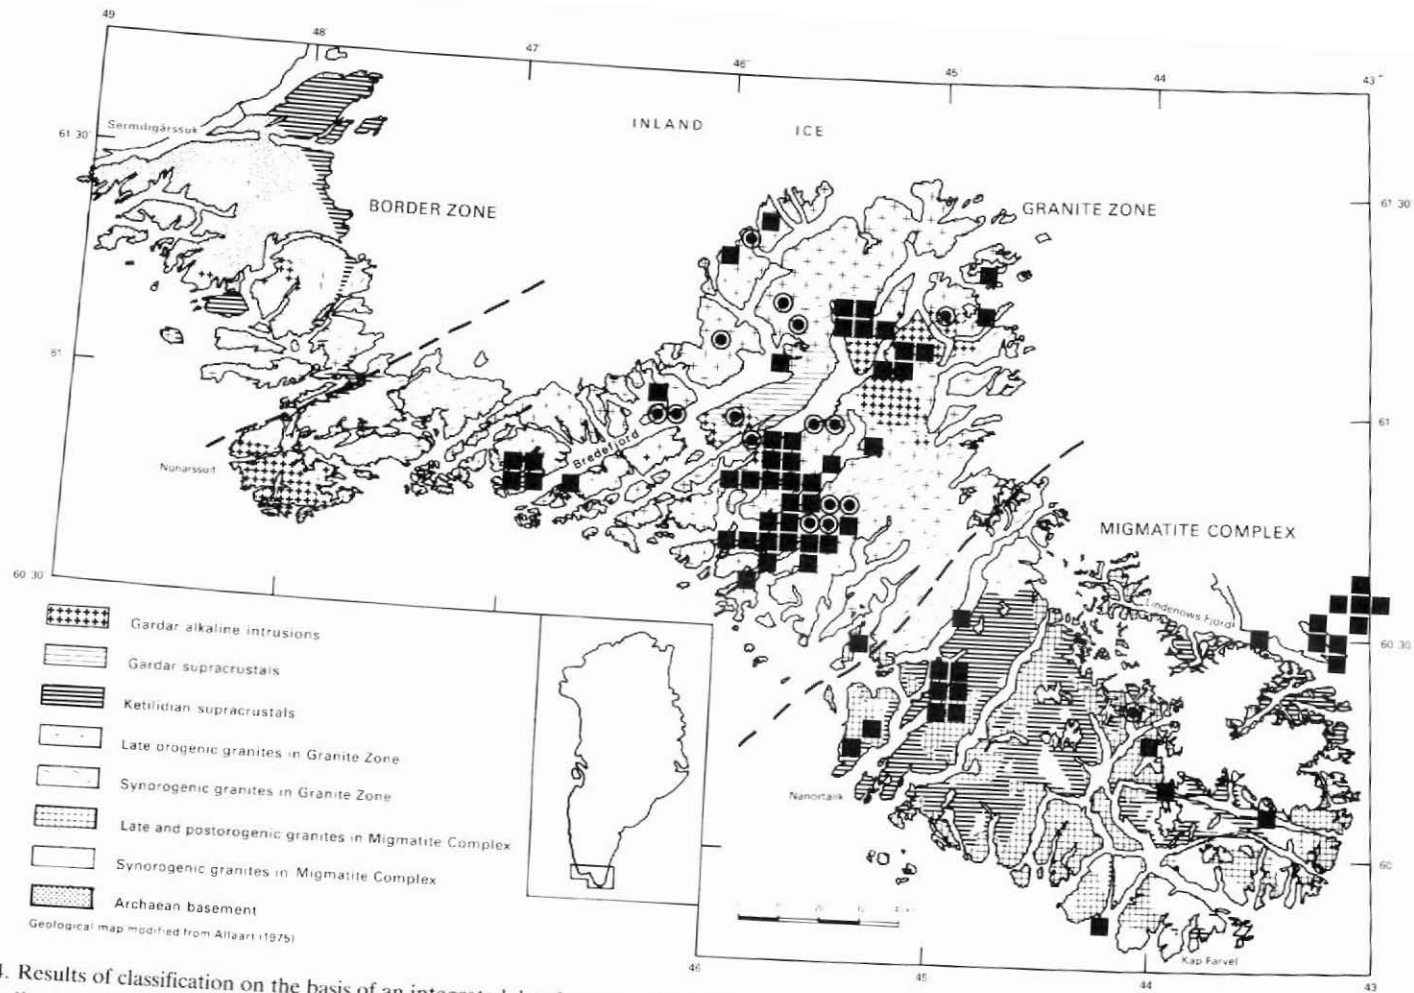 49
48
47
46
45
44
43
Sermiligârssuk
61 30'
INLAND ICE
BORDER ZONE
GRANITE ZONE
61 30
61
61
Nunarssuit
Bredefjord
MIGMATITE COMPLEX
60 30
Lindenows Fjord
60 30
Nanortalik
60
Kap Farvel
46
45
44
43
Gardar alkaline intrusions
Gardar supracrustals
Ketilidian supracrustals
Late orogenic granites in Granite Zone
Synorogenic granites in Granite Zone
Late and postorogenic granites in Migmatite Complex
Synorogenic granites in Migmatite Complex
Archaean basement
Geological map modified from Allaart (1975)
4. Results of classification on the basis of an integrated